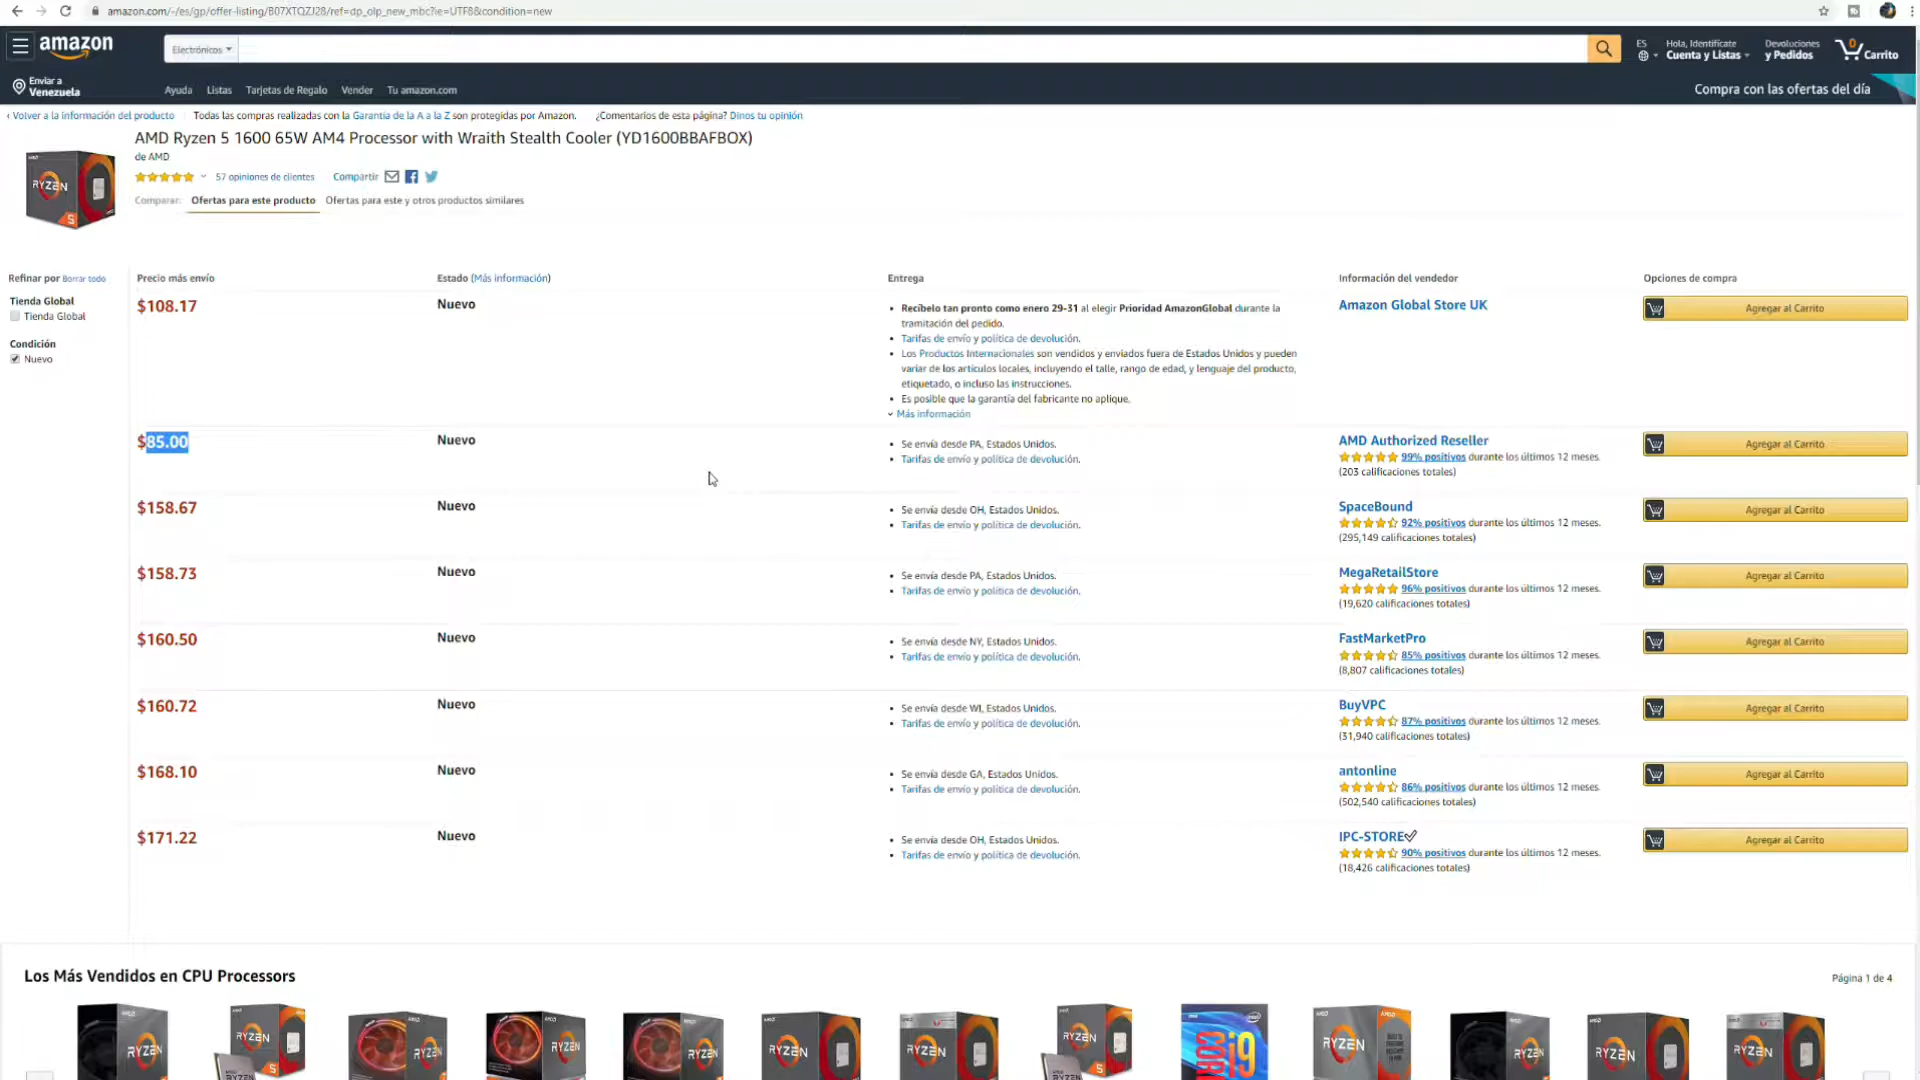 amazon.com/-/es/gp/offer-listing/B07XTQZJ28/ref=dp_olp_new_mbc?ie=UTF8&condition=new
amazon
Electrónicos
ES
Hola, Identifícate
Cuenta y Listas
Devoluciones
y Pedidos
0
Carrito
Enviar a
Venezuela
Ayuda Listas Tarjetas de Regalo Vender Tu amazon.com
Compra con las ofertas del día
‹ Volver a la información del producto Todas las compras realizadas con la Garantía de la A a la Z son protegidas por Amazon. ¿Comentarios de esta página? Dinos tu opinión
AMD Ryzen 5 1600 65W AM4 Processor with Wraith Stealth Cooler (YD1600BBAFBOX)
de AMD
57 opiniones de clientes Compartir
Comparar: Ofertas para este producto Ofertas para este y otros productos similares
RYZEN
5
Refinar por Borrar todo
Tienda Global
Tienda Global
Condición
Nuevo
Precio más envío Estado (Más información) Entrega Información del vendedor Opciones de compra
$108.17 Nuevo
• Recíbelo tan pronto como enero 29-31 al elegir Prioridad AmazonGlobal durante la
tramitación del pedido.
• Tarifas de envío y política de devolución.
• Los Productos Internacionales son vendidos y enviados fuera de Estados Unidos y pueden
variar de los artículos locales, incluyendo el talle, rango de edad, y lenguaje del producto,
etiquetado, o incluso las instrucciones.
• Es posible que la garantía del fabricante no aplique.
Más información
Amazon Global Store UK
Agregar al Carrito
$85.00 Nuevo
• Se envía desde PA, Estados Unidos.
• Tarifas de envío y política de devolución.
AMD Authorized Reseller
99% positivos durante los últimos 12 meses.
(203 calificaciones totales)
Agregar al Carrito
$158.67 Nuevo
• Se envía desde OH, Estados Unidos.
• Tarifas de envío y política de devolución.
SpaceBound
92% positivos durante los últimos 12 meses.
(295,149 calificaciones totales)
Agregar al Carrito
$158.73 Nuevo
• Se envía desde PA, Estados Unidos.
• Tarifas de envío y política de devolución.
MegaRetailStore
96% positivos durante los últimos 12 meses.
(19,620 calificaciones totales)
Agregar al Carrito
$160.50 Nuevo
• Se envía desde NY, Estados Unidos.
• Tarifas de envío y política de devolución.
FastMarketPro
85% positivos durante los últimos 12 meses.
(8,807 calificaciones totales)
Agregar al Carrito
$160.72 Nuevo
• Se envía desde WI, Estados Unidos.
• Tarifas de envío y política de devolución.
BuyVPC
87% positivos durante los últimos 12 meses.
(31,940 calificaciones totales)
Agregar al Carrito
$168.10 Nuevo
• Se envía desde GA, Estados Unidos.
• Tarifas de envío y política de devolución.
antonline
86% positivos durante los últimos 12 meses.
(502,540 calificaciones totales)
Agregar al Carrito
$171.22 Nuevo
• Se envía desde OH, Estados Unidos.
• Tarifas de envío y política de devolución.
IPC-STORE✓
90% positivos durante los últimos 12 meses.
(18,426 calificaciones totales)
Agregar al Carrito
Los Más Vendidos en CPU Processors
Página 1 de 4
RYZEN
RYZEN
RYZEN
RYZEN
RYZEN
RYZEN
RYZEN
RYZEN
CORE i9
RYZEN
RYZEN
RYZEN
RYZEN